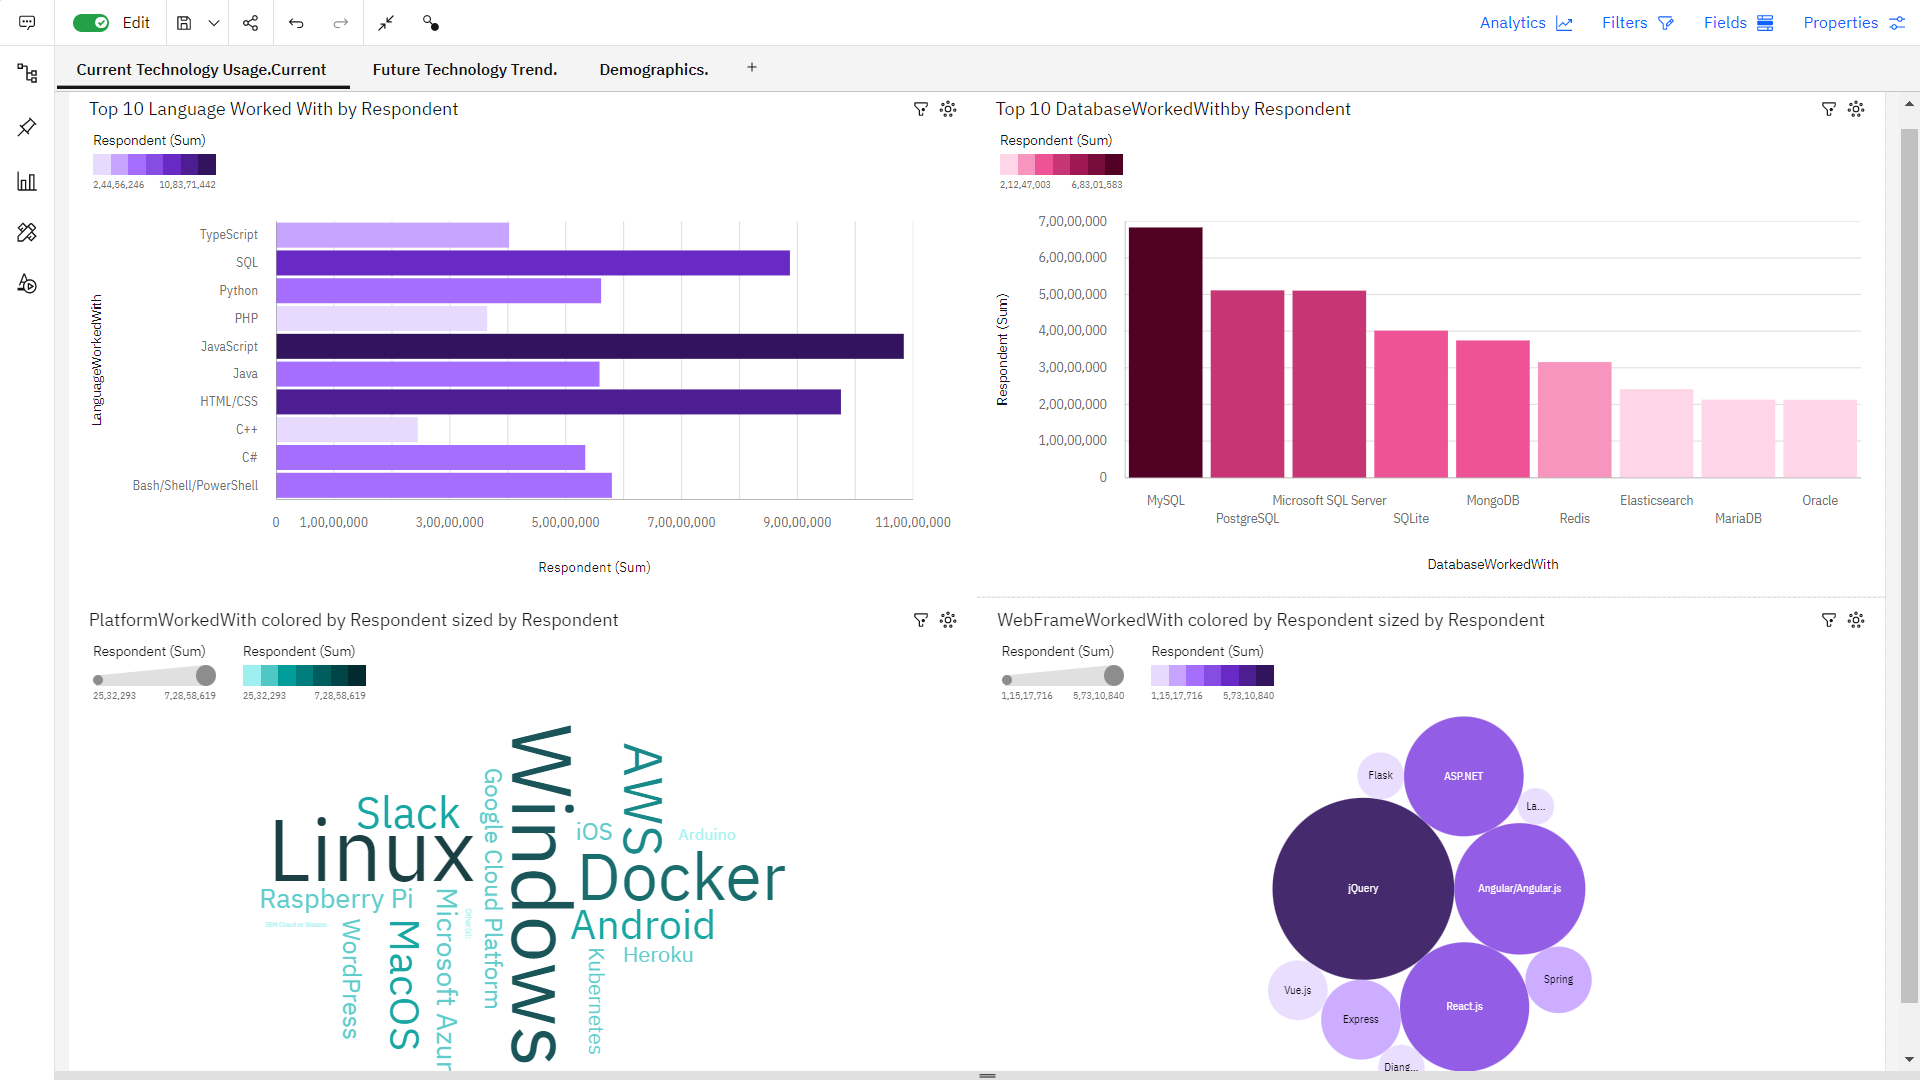 Edit
Analytics
Filters
Fields
Properties
Current Technology Usage.Current
Future Technology Trend.
Demographics.
+
Top 10 Language Worked With by Respondent
Respondent (Sum)
2,44,56,246 10,83,71,442
LanguageWorkedWith
TypeScript
SQL
Python
PHP
JavaScript
Java
HTML/CSS
C++
C#
Bash/Shell/PowerShell
0 1,00,00,000 3,00,00,000 5,00,00,000 7,00,00,000 9,00,00,000 11,00,00,000
Respondent (Sum)
Top 10 DatabaseWorkedWithby Respondent
Respondent (Sum)
2,12,47,003 6,83,01,583
Respondent (Sum)
7,00,00,000
6,00,00,000
5,00,00,000
4,00,00,000
3,00,00,000
2,00,00,000
1,00,00,000
0
MySQL
PostgreSQL
Microsoft SQL Server
SQLite
MongoDB
Redis
Elasticsearch
MariaDB
Oracle
DatabaseWorkedWith
PlatformWorkedWith colored by Respondent sized by Respondent
Respondent (Sum)
25,32,293 7,28,58,619
Respondent (Sum)
25,32,293 7,28,58,619
Windows
AWS
Google Cloud Platform
Slack
iOS
Arduino
Linux
Docker
Raspberry Pi
Android
IBM Cloud or Watson
Other(s):
WordPress
MacOS
Microsoft Azur
Kubernetes
Heroku
WebFrameWorkedWith colored by Respondent sized by Respondent
Respondent (Sum)
1,15,17,716 5,73,10,840
Respondent (Sum)
1,15,17,716 5,73,10,840
Flask
ASP.NET
La...
jQuery
Angular/Angular.js
Vue.js
Spring
Express
React.js
Djang...